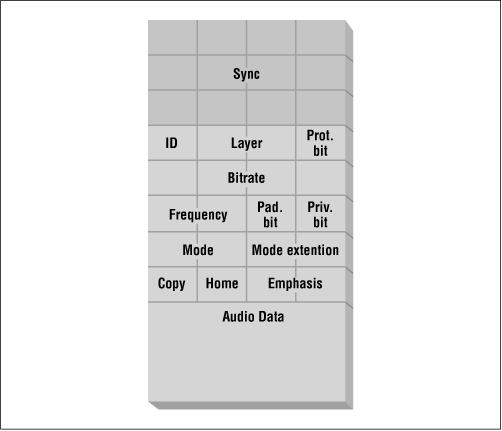 Sync
ID Layer Prot. bit
Bitrate
Frequency Pad. bit Priv. bit
Mode Mode extention
Copy Home Emphasis
Audio Data